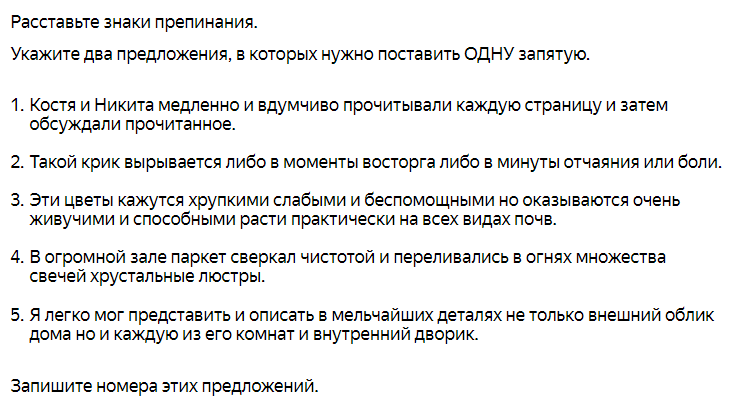 Расставьте знаки препинания.
Укажите два предложения, в которых нужно поставить ОДНУ запятую.
1. Костя и Никита медленно и вдумчиво прочитывали каждую страницу и затем
обсуждали прочитанное.
2. Такой крик вырывается либо в моменты восторга либо в минуты отчаяния или боли.
3. Эти цветы кажутся хрупкими слабыми и беспомощными но оказываются очень
живучими и способными расти практически на всех видах почв.
4. В огромной зале паркет сверкал чистотой и переливались в огнях множества
свечей хрустальные люстры.
5. Я легко мог представить и описать в мельчайших деталях не только внешний облик
дома но и каждую из его комнат и внутренний дворик.
Запишите номера этих предложений.